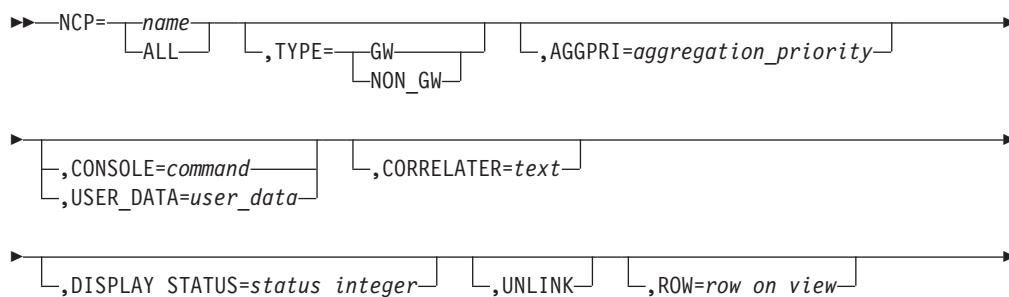 NCP= name ,TYPE= GW ,AGGPRI=aggregation_priority
ALL NON_GW
,CONSOLE=command ,CORRELATER=text
,USER_DATA=user_data
,DISPLAY STATUS=status integer ,UNLINK ,ROW=row on view